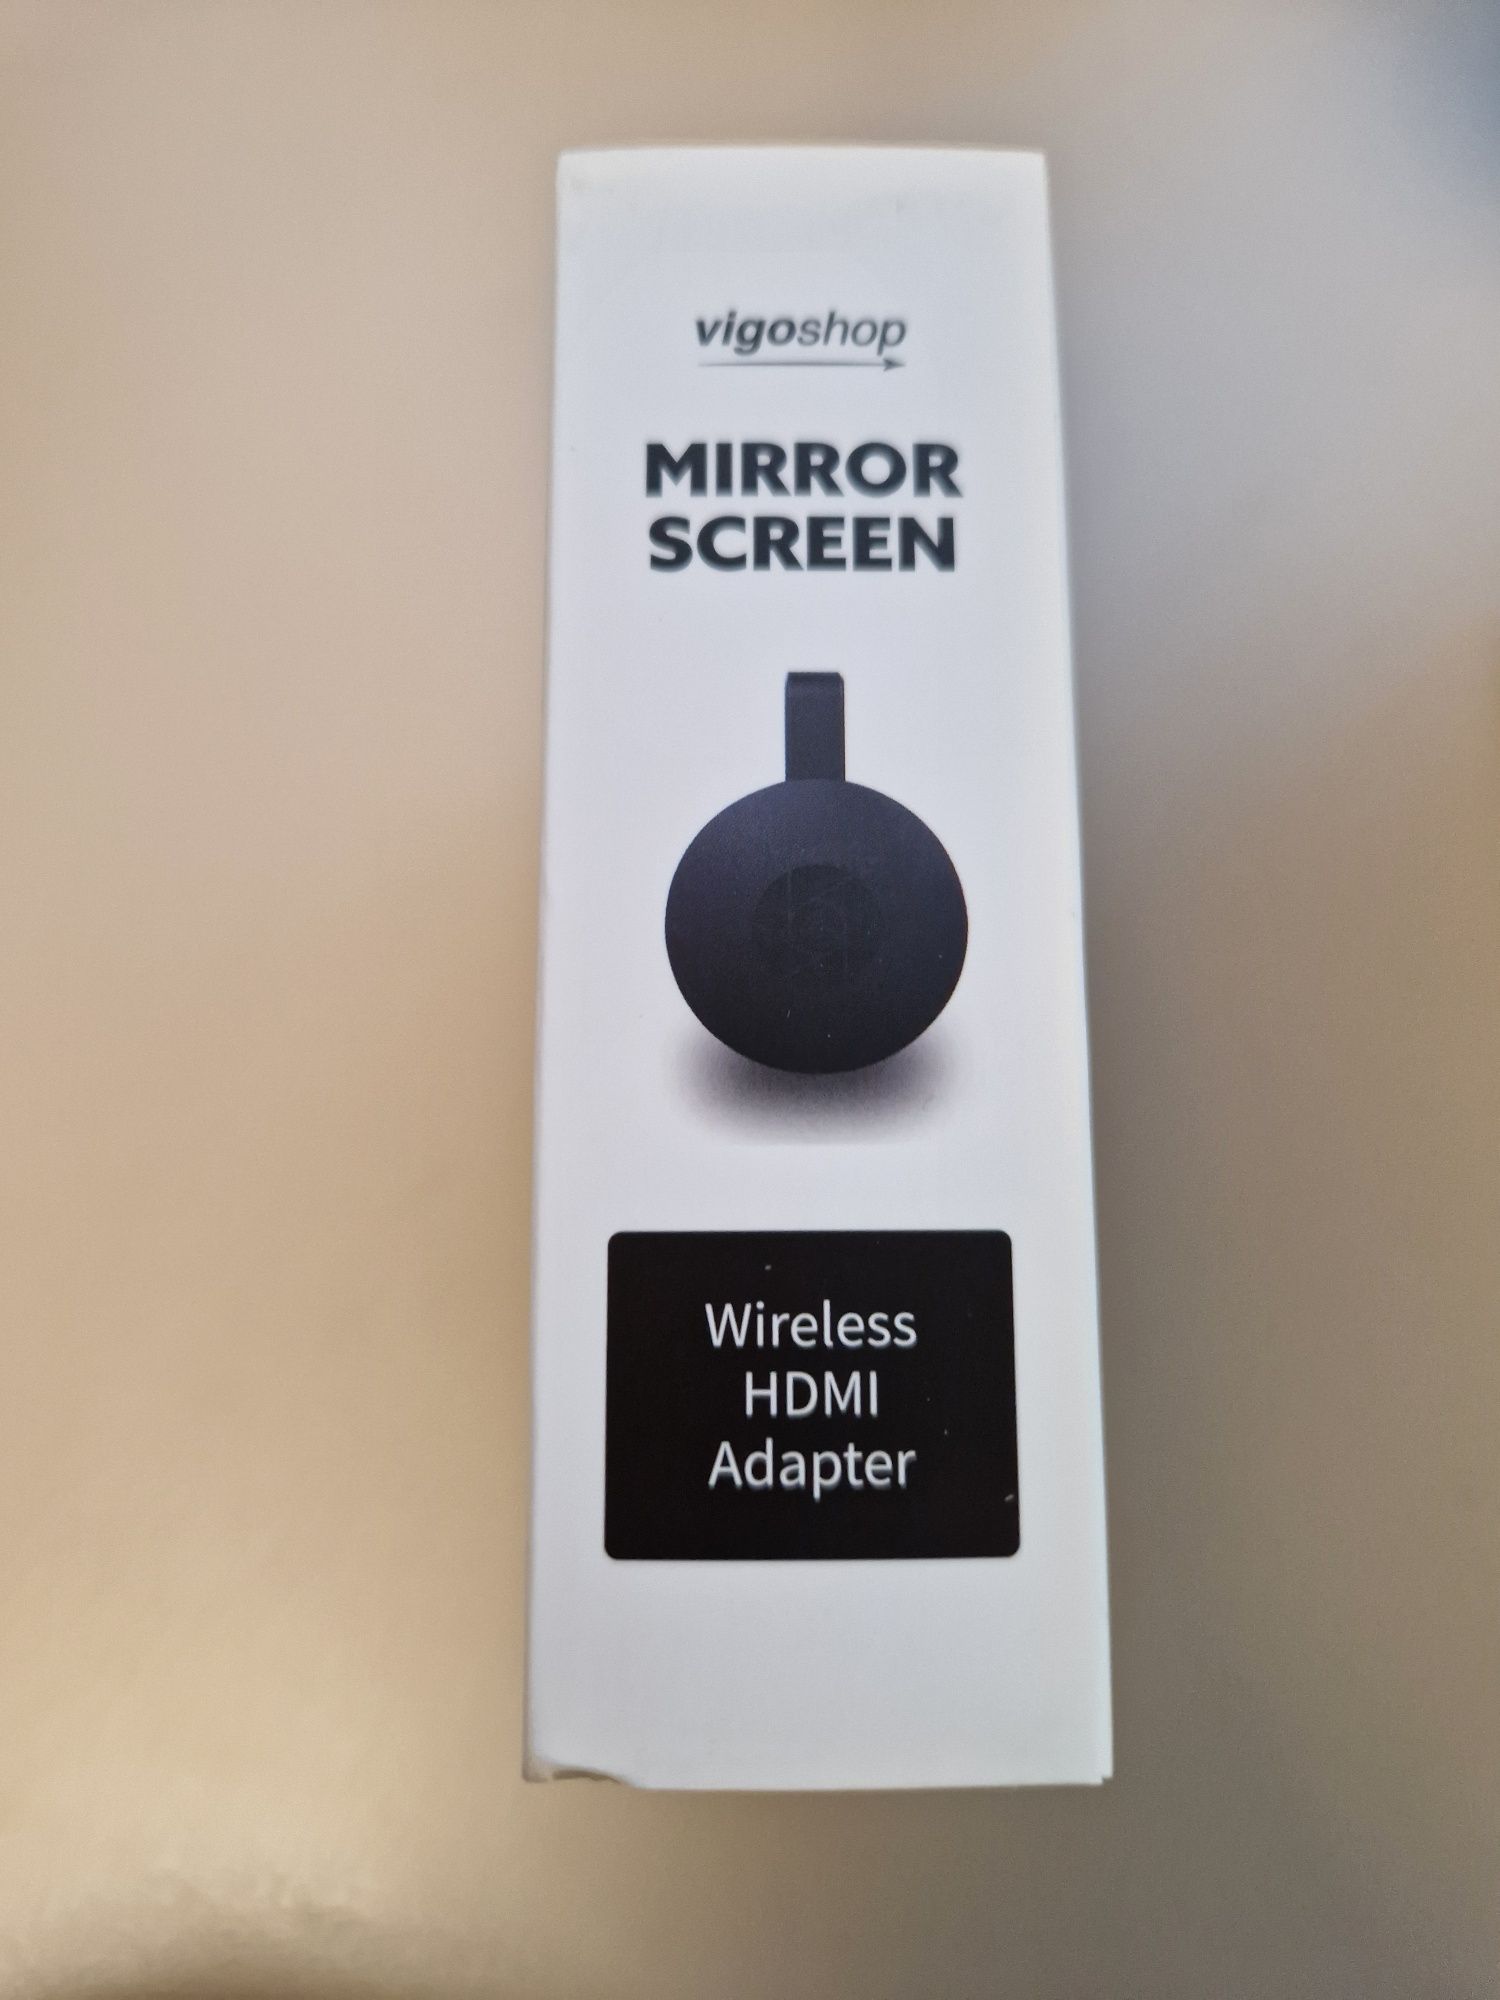 vigoshop
MIRROR
SCREEN
Wireless
HDMI
Adapter